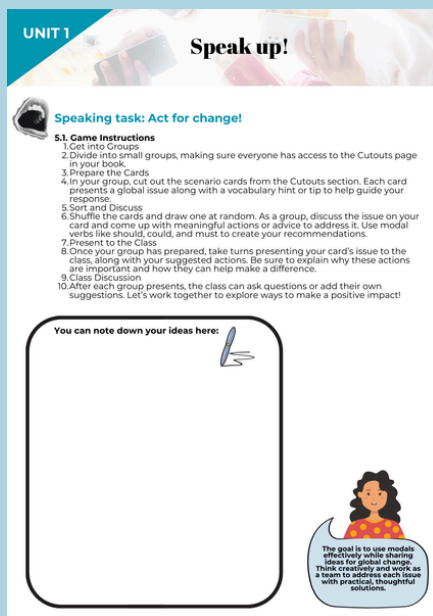 UNIT 1
Speak up!
Speaking task: Act for change!
5.1. Game Instructions
1.Get into Groups
2.Divide into small groups, making sure everyone has access to the Cutouts page
in your book.
3.Prepare the Cards
4.In your group, cut out the scenario cards from the Cutouts section. Each card
presents a global issue along with a vocabulary hint or tip to help guide your
response.
5.Sort and Discuss
6.Shuffle the cards and draw one at random. As a group, discuss the issue on your
card and come up with meaningful actions or advice to address it. Use modal
verbs like should, could, and must to create your recommendations.
7.Present to the Class
8.Once your group has prepared, take turns presenting your card's issue to the
class, along with your suggested actions. Be sure to explain why these actions
are important and how they can help make a difference.
9.Class Discussion
10.After each group presents, the class can ask questions or add their own
suggestions. Let's work together to explore ways to make a positive impact!
You can note down your ideas here:
The goal is to use modals
effectively while sharing
ideas for global change.
Think creatively and work as
a team to address each issue
with practical, thoughtful
solutions.